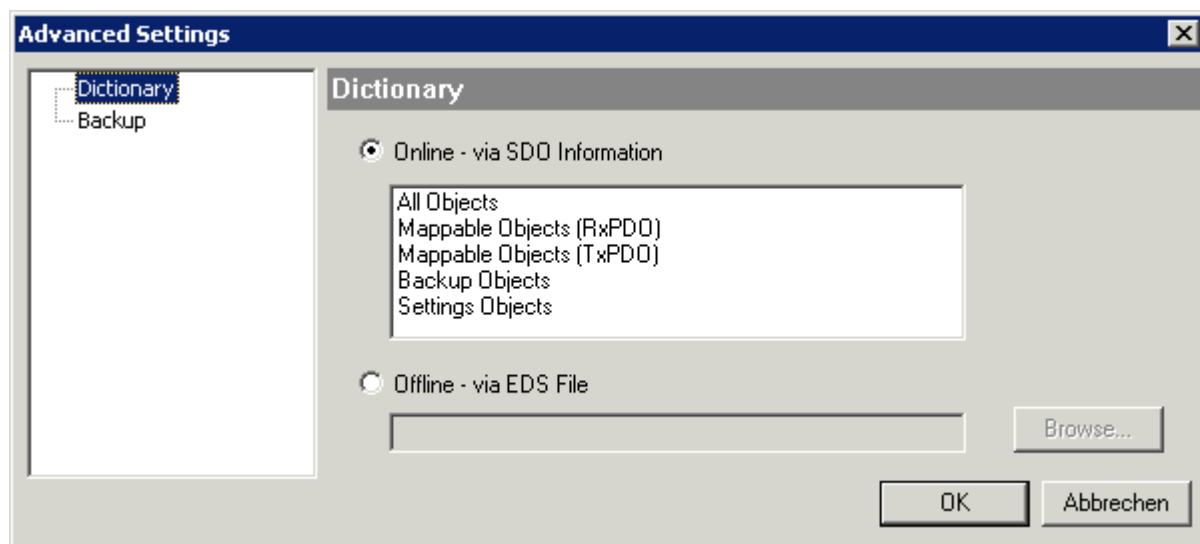 Advanced Settings
Dictionary
Backup
Dictionary
Online - via SDO Information
All Objects
Mappable Objects (RxPDO)
Mappable Objects (TxPDO)
Backup Objects
Settings Objects
Offline - via EDS File
Browse...
OK
Abbrechen